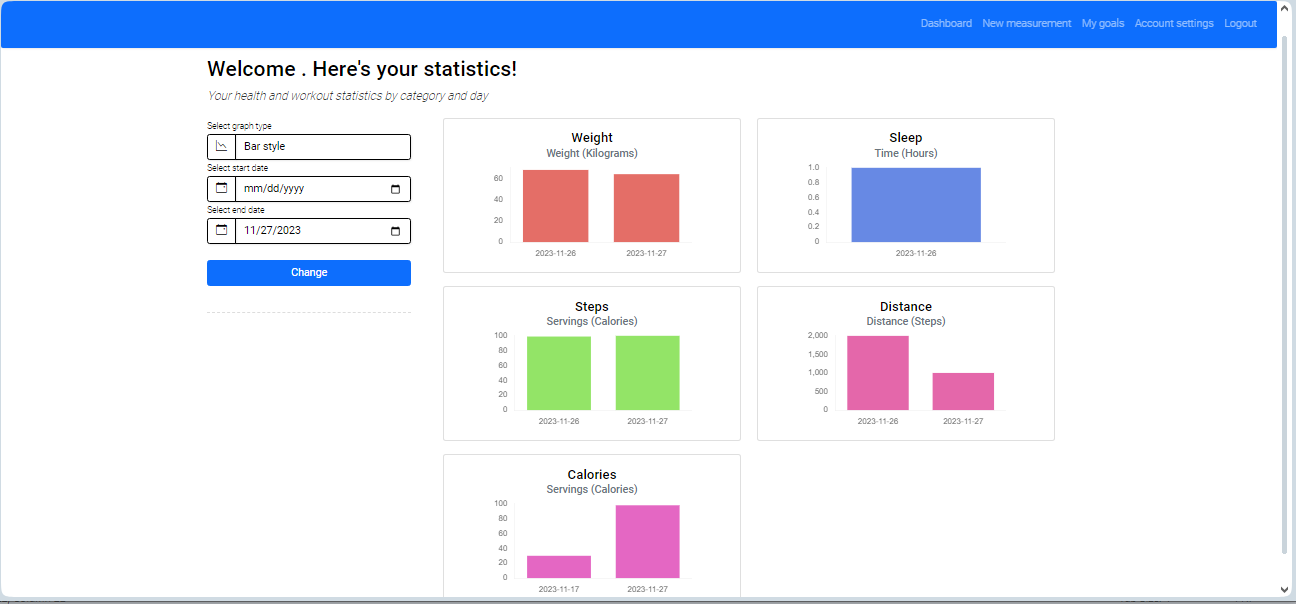 Dashboard New measurement My goals Account settings Logout
Welcome . Here's your statistics!
Your health and workout statistics by category and day
Select graph type
Bar style
Select start date
mm/dd/yyyy
Select end date
11/27/2023
Change
Weight
Weight (Kilograms)
60
40
20
0
2023-11-26 2023-11-27
Sleep
Time (Hours)
1.0
0.8
0.6
0.4
0.2
0
2023-11-26
Steps
Servings (Calories)
100
80
60
40
20
0
2023-11-26 2023-11-27
Distance
Distance (Steps)
2,000
1,500
1,000
500
0
2023-11-26 2023-11-27
Calories
Servings (Calories)
100
80
60
40
20
0
2023-11-17 2023-11-27